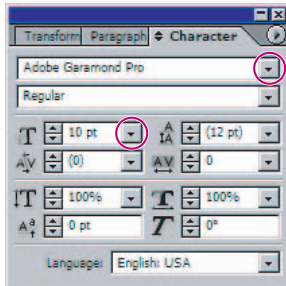 Transform Paragraph Character
Adobe Garamond Pro
Regular
10 pt (12 pt)
(0) 0
100% 100%
0 pt 0°
Language: English: USA